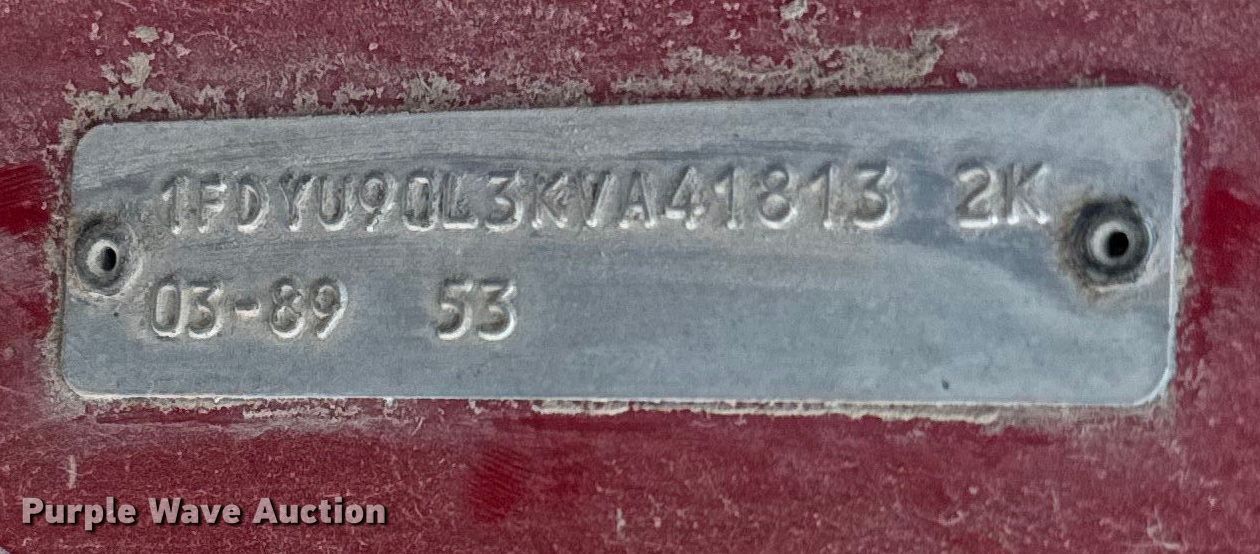 1FDYU90L3KVA41813 2K
03-89 53
Purple Wave Auction